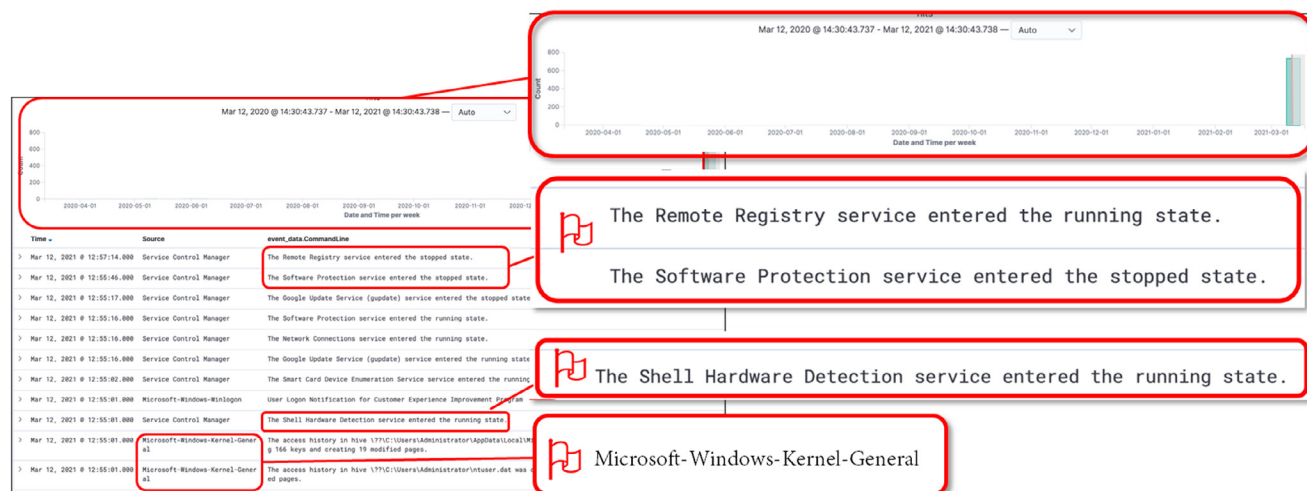 Mar 12, 2020 @ 14:30:43.737 - Mar 12, 2021 @ 14:30:43.738 — Auto
800
600
400
200
0
Count
2020-04-01 2020-05-01 2020-06-01 2020-07-01 2020-08-01 2020-09-01 2020-10-01 2020-11-01 2020-12-01 2021-01-01 2021-02-01 2021-03-01
Date and Time per week
Mar 12, 2020 @ 14:30:43.737 - Mar 12, 2021 @ 14:30:43.738 — Auto
800
600
400
200
0
Count
2020-04-01 2020-05-01 2020-06-01 2020-07-01 2020-08-01 2020-09-01 2020-10-01 2020-11-01 2020-12
Date and Time per week
Time Source event_data.CommandLine
Mar 12, 2021 @ 12:57:14.000 Service Control Manager The Remote Registry service entered the stopped state.
Mar 12, 2021 @ 12:55:46.000 Service Control Manager The Software Protection service entered the stopped state.
Mar 12, 2021 @ 12:55:17.000 Service Control Manager The Google Update Service (gupdate) service entered the stopped state
Mar 12, 2021 @ 12:55:16.000 Service Control Manager The Software Protection service entered the running state.
Mar 12, 2021 @ 12:55:16.000 Service Control Manager The Network Connections service entered the running state.
Mar 12, 2021 @ 12:55:16.000 Service Control Manager The Google Update Service (gupdate) service entered the running state
Mar 12, 2021 @ 12:55:02.000 Service Control Manager The Smart Card Device Enumeration Service service entered the running
Mar 12, 2021 @ 12:55:01.000 Microsoft-Windows-Winlogon User Logon Notification for Customer Experience Improvement Program
Mar 12, 2021 @ 12:55:01.000 Service Control Manager The Shell Hardware Detection service entered the running state.
Mar 12, 2021 @ 12:55:01.000 Microsoft-Windows-Kernel-Gener The access history in hive \??\C:\Users\Administrator\AppData\Local\Mi
al g 166 keys and creating 19 modified pages.
Mar 12, 2021 @ 12:55:01.000 Microsoft-Windows-Kernel-Gener The access history in hive \??\C:\Users\Administrator\ntuser.dat was
al ed pages.
The Remote Registry service entered the running state.
The Software Protection service entered the stopped state.
The Shell Hardware Detection service entered the running state.
Microsoft-Windows-Kernel-General